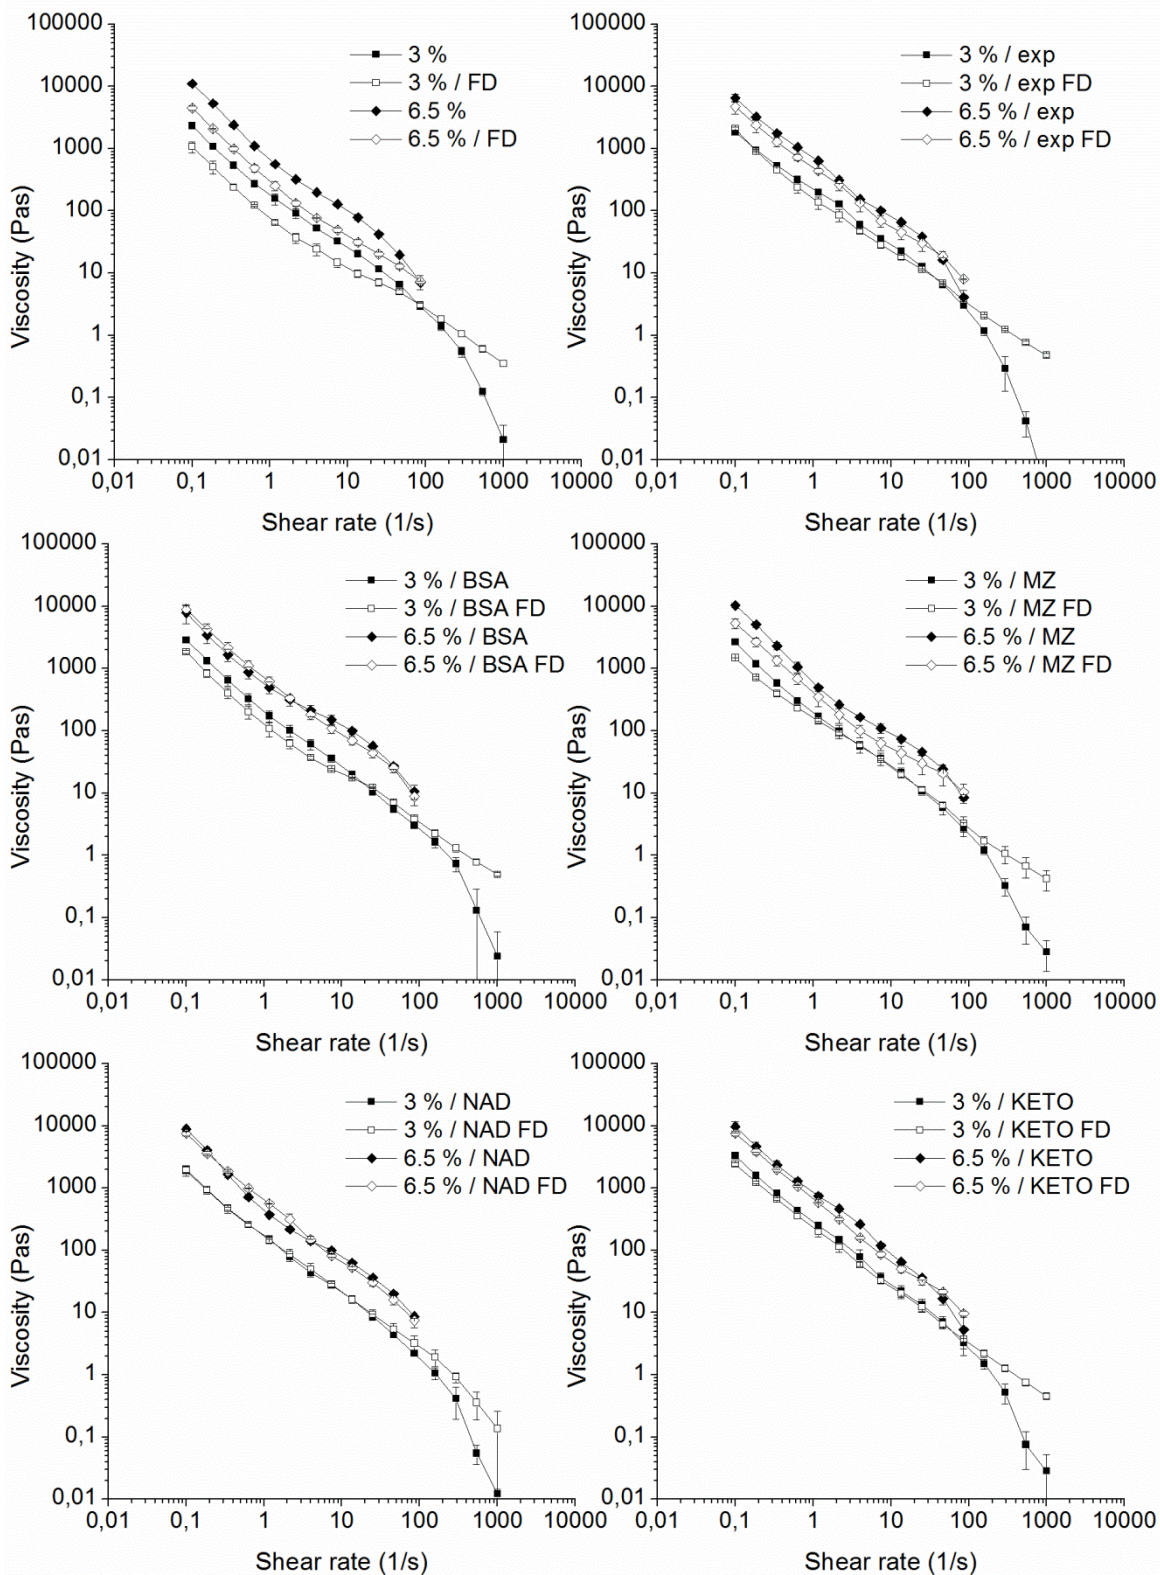 100000
10000
1000
100
10
1
0,1
0,01
Viscosity (Pas)
3 %
3 % / FD
6.5 %
6.5 % / FD
0,01 0,1 1 10 100 1000 10000
Shear rate (1/s)
100000
10000
1000
100
10
1
0,1
0,01
Viscosity (Pas)
3 % / exp
3 % / exp FD
6.5 % / exp
6.5 % / exp FD
0,01 0,1 1 10 100 1000 10000
Shear rate (1/s)
100000
10000
1000
100
10
1
0,1
0,01
Viscosity (Pas)
3 % / BSA
3 % / BSA FD
6.5 % / BSA
6.5 % / BSA FD
0,01 0,1 1 10 100 1000 10000
Shear rate (1/s)
100000
10000
1000
100
10
1
0,1
0,01
Viscosity (Pas)
3 % / MZ
3 % / MZ FD
6.5 % / MZ
6.5 % / MZ FD
0,01 0,1 1 10 100 1000 10000
Shear rate (1/s)
100000
10000
1000
100
10
1
0,1
0,01
Viscosity (Pas)
3 % / NAD
3 % / NAD FD
6.5 % / NAD
6.5 % / NAD FD
0,01 0,1 1 10 100 1000 10000
Shear rate (1/s)
100000
10000
1000
100
10
1
0,1
0,01
Viscosity (Pas)
3 % / KETO
3 % / KETO FD
6.5 % / KETO
6.5 % / KETO FD
0,01 0,1 1 10 100 1000 10000
Shear rate (1/s)